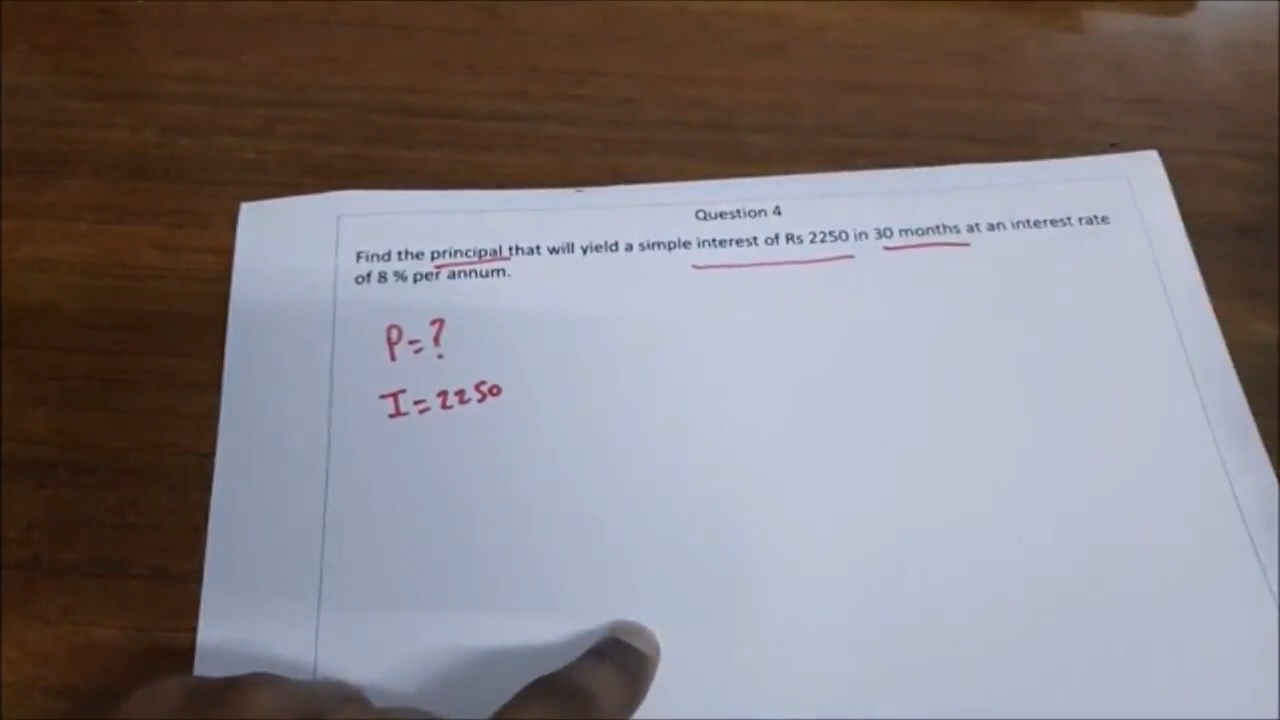 Question 4
Find the principal that will yield a simple interest of Rs 2250 in 30 months at an interest rate
of 8 % per annum.
P=?
I=2250